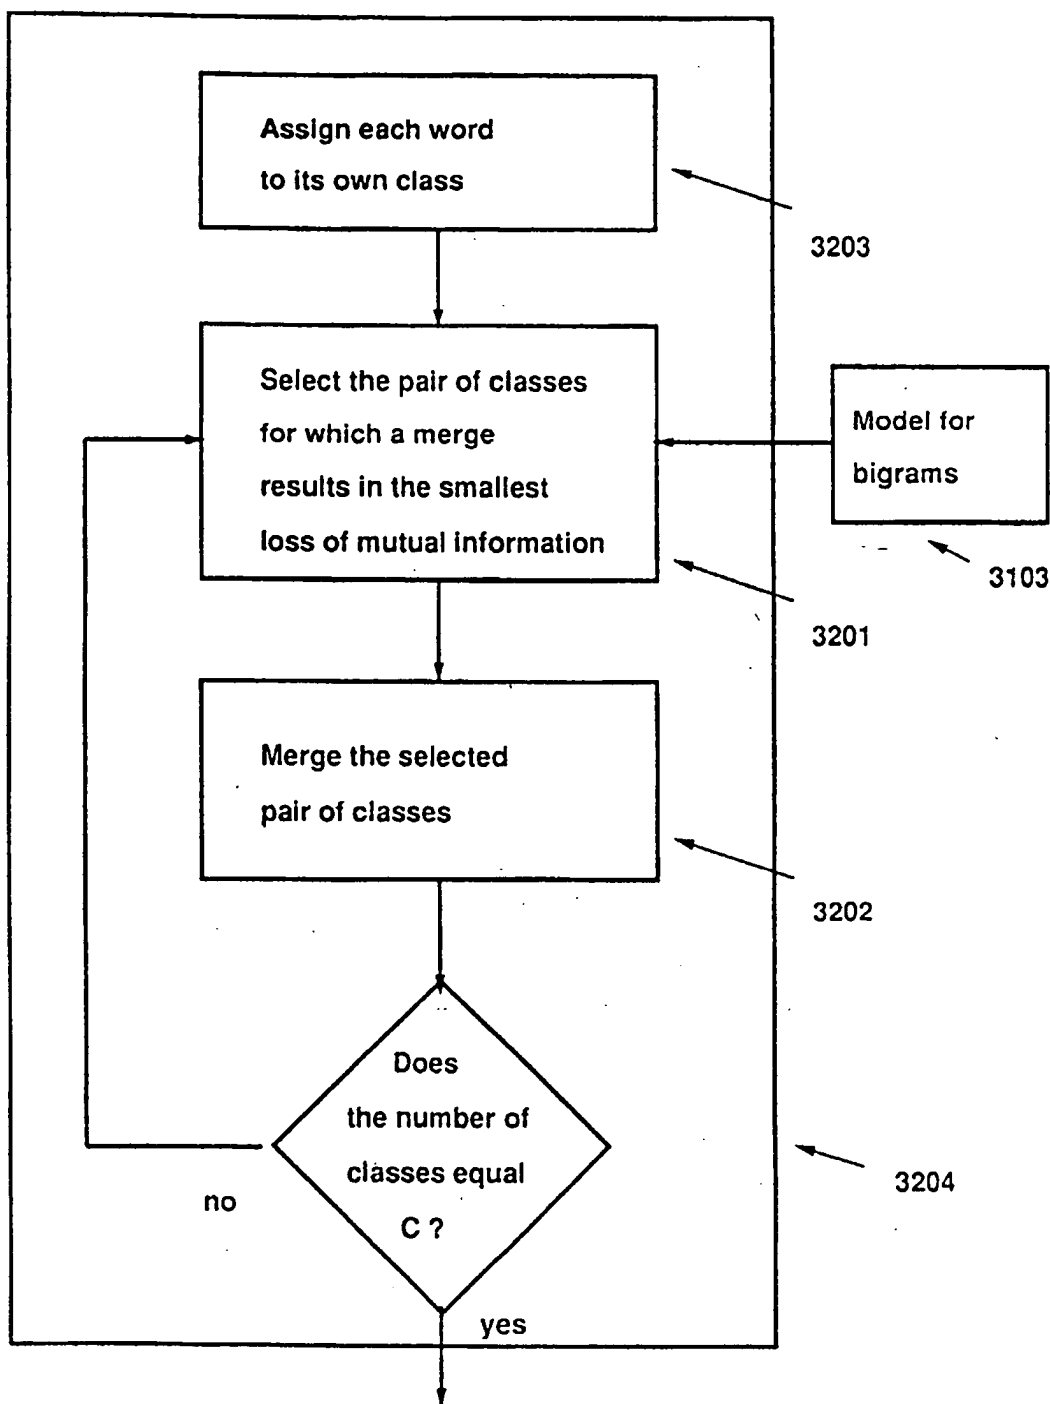 Assign each word
to its own class
3203
Select the pair of classes
for which a merge
results in the smallest
loss of mutual information
Model for
bigrams
3103
3201
Merge the selected
pair of classes
3202
Does
the number of
classes equal
C ?
3204
no
yes